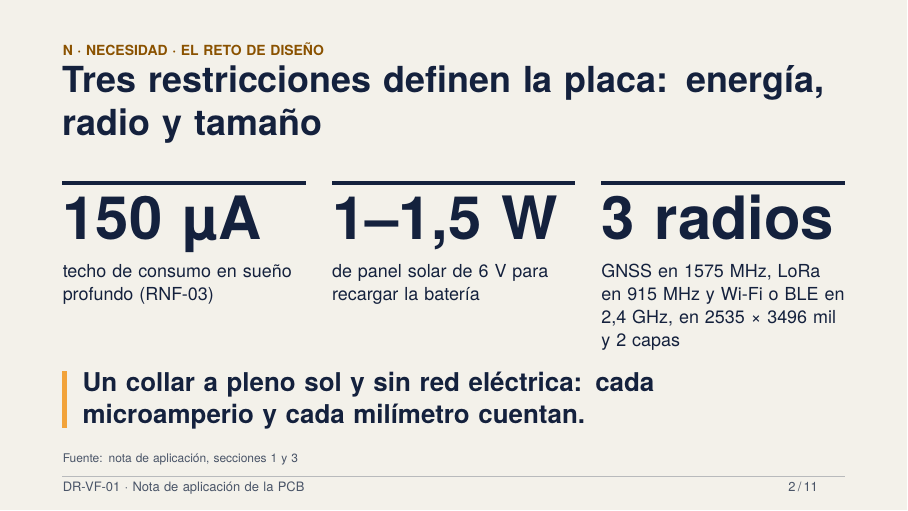 N · NECESIDAD · EL RETO DE DISEÑO
Tres restricciones definen la placa: energía,
radio y tamaño
150 µA
techo de consumo en sueño
profundo (RNF-03)
1–1,5 W
de panel solar de 6 V para
recargar la batería
3 radios
GNSS en 1575 MHz, LoRa
en 915 MHz y Wi-Fi o BLE en
2,4 GHz, en 2535 × 3496 mil
y 2 capas
Un collar a pleno sol y sin red eléctrica: cada
microamperio y cada milímetro cuentan.
Fuente: nota de aplicación, secciones 1 y 3
DR-VF-01 · Nota de aplicación de la PCB
2 / 11